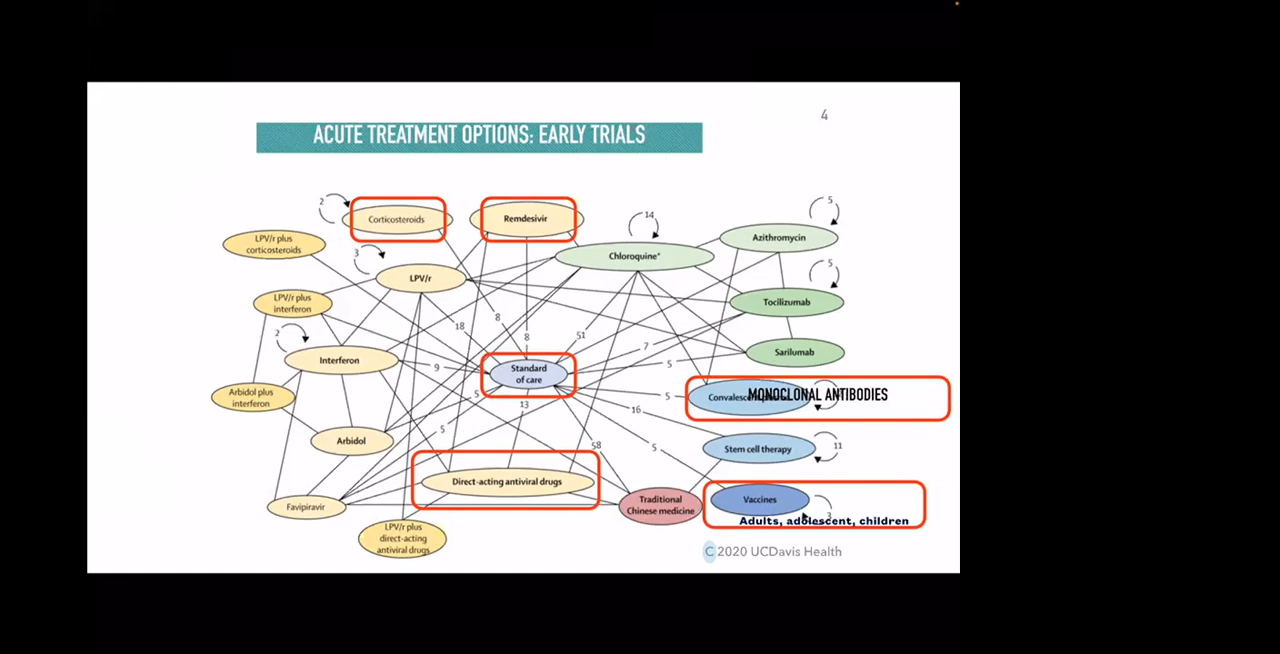 4
ACUTE TREATMENT OPTIONS: EARLY TRIALS
2
Corticosteroids
Remdesivir
14
5
Azithromycin
LPV/r plus
corticosteroids
3
LPV/r
Chloroquine*
5
Tocilizumab
LPV/r plus
interferon
18
8
8
51
2
Interferon
7
Sarilumab
9
Standard
of care
5
Arbidol plus
interferon
5
13
5
16
MONOCLONAL ANTIBODIES
Arbidol
5
58
5
Stem cell therapy
11
Direct-acting antiviral drugs
Favipiravir
Traditional
Chinese medicine
Vaccines
3
Adults, adolescent, children
LPV/r plus
direct-acting
antiviral drugs
C 2020 UCDavis Health